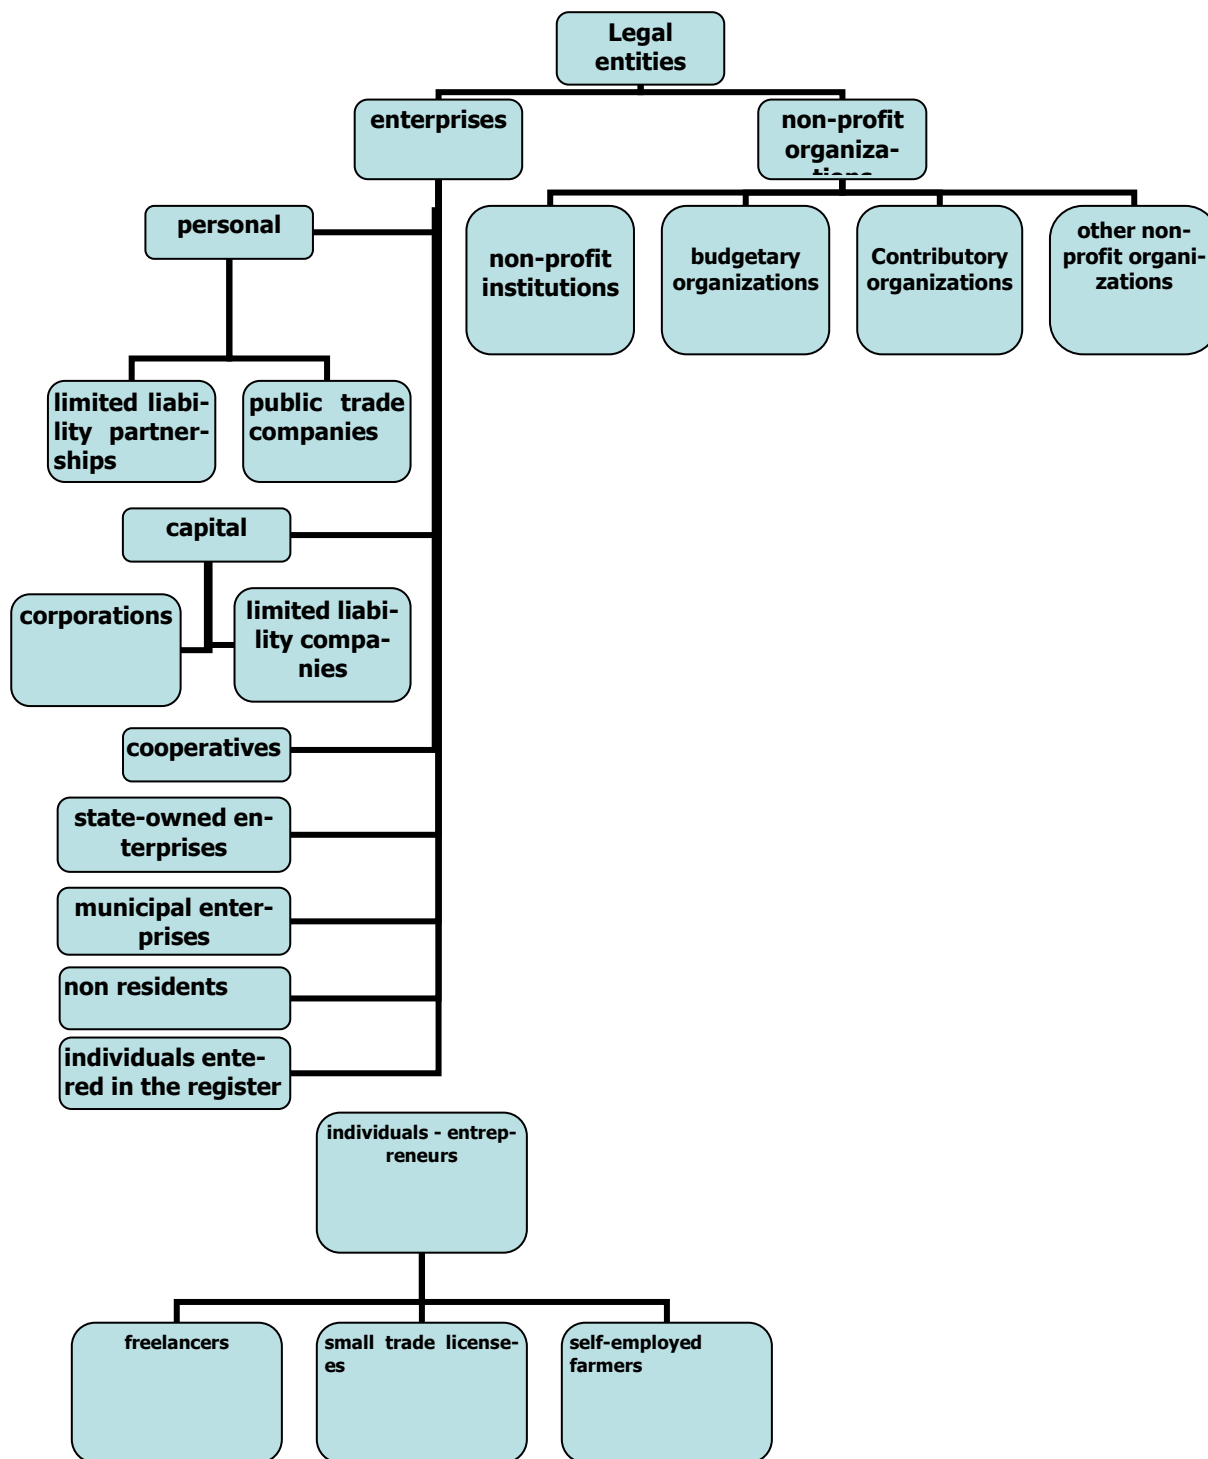 Legal
entities
enterprises
non-profit
organiza-
tions
personal
non-profit
institutions
budgetary
organizations
Contributory
organizations
other non-
profit organi-
zations
limited liabi-
lity partner-
ships
public trade
companies
capital
corporations
limited liabi-
lity compa-
nies
cooperatives
state-owned en-
terprises
municipal enter-
prises
non residents
individuals ente-
red in the register
individuals - entrep-
reneurs
freelancers
small trade license-
es
self-employed
farmers